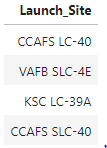 Launch_Site
CCAFS LC-40
VAFB SLC-4E
KSC LC-39A
CCAFS SLC-40
.